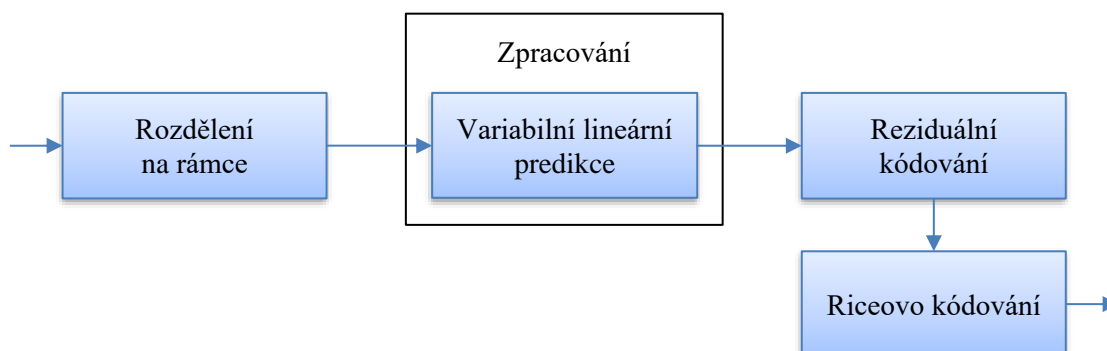 Zpracování
Rozdělení
na rámce
Variabilní lineární
predikce
Reziduální
kódování
Riceovo kódování